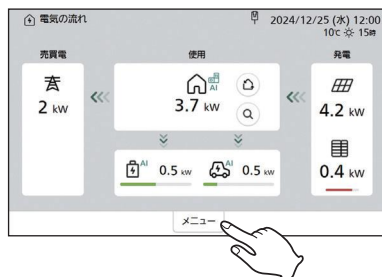 電気の流れ
2024/12/25 (水) 12:00
10℃ 15時
売買電
使用
発電
2 kW
AI
3.7 kW
4.2 kW
AI 0.5 kW
AI 0.5 kW
0.4 kW
メニュー